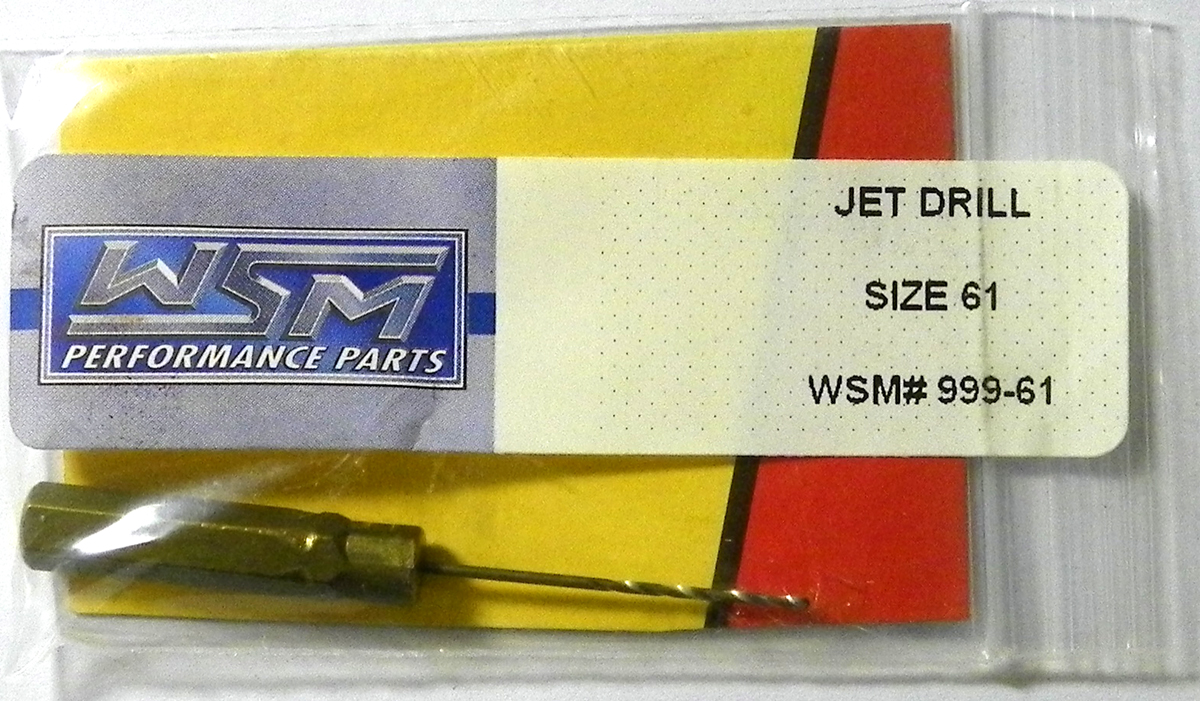 WSM
PERFORMANCE PARTS
JET DRILL
SIZE 61
WSM# 999-61